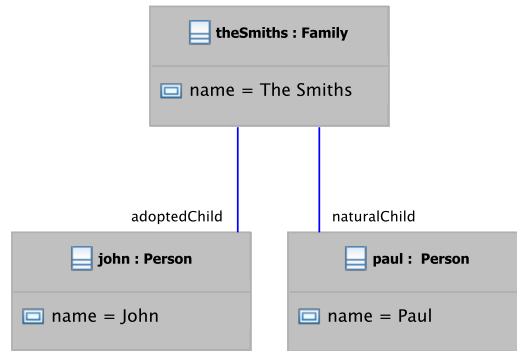 theSmiths : Family
name = The Smiths
adoptedChild
naturalChild
john : Person
name = John
paul :  Person
name = Paul